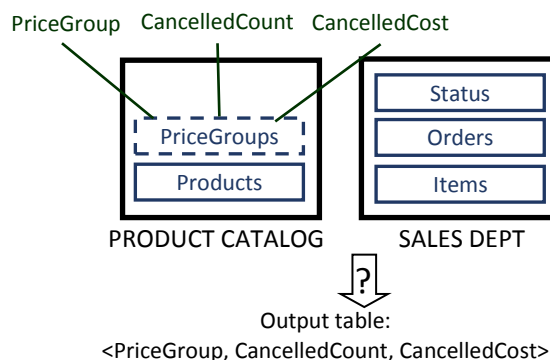 PriceGroup CancelledCount CancelledCost
PriceGroups
Products
PRODUCT CATALOG
Status
Orders
Items
SALES DEPT
?
Output table:
<PriceGroup, CancelledCount, CancelledCost>